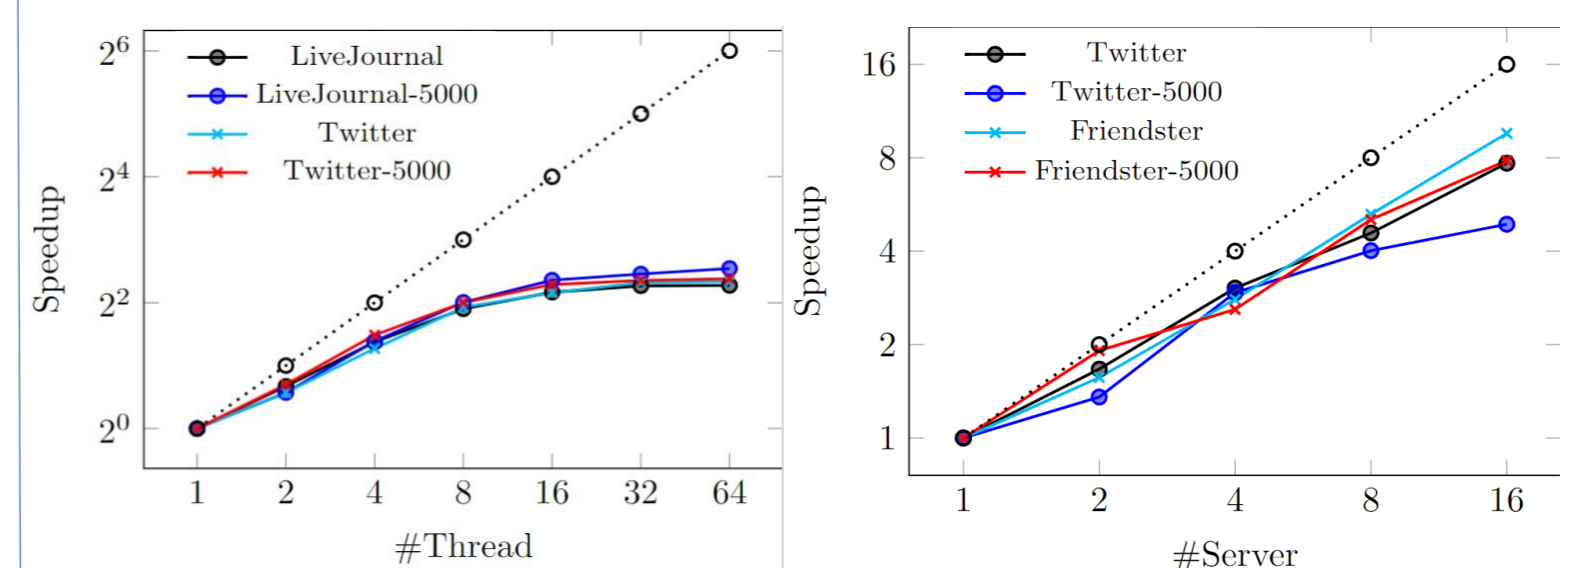 Speedup
2^6
2^4
2^2
2^0
LiveJournal
LiveJournal-5000
Twitter
Twitter-5000
1 2 4 8 16 32 64
#Thread
Speedup
16
8
4
2
1
Twitter
Twitter-5000
Friendster
Friendster-5000
1 2 4 8 16
#Server